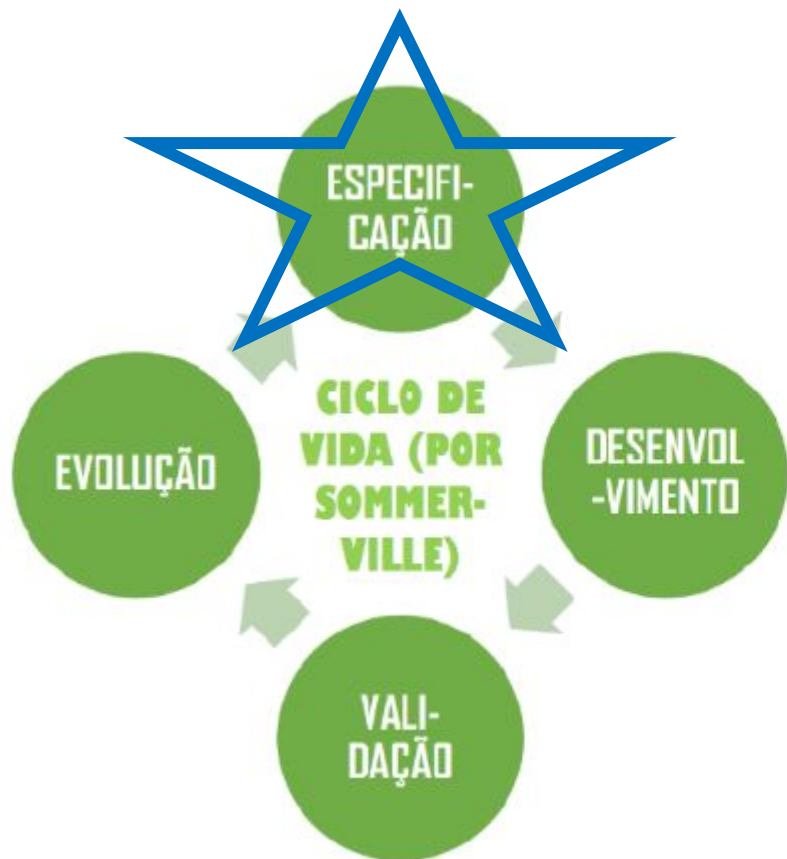 ESPECIFI-
CAÇÃO
CICLO DE
VIDA (POR
SOMMER-
VILLE)
EVOLUÇÃO
DESENVOL
-VIMENTO
VALI-
DAÇÃO